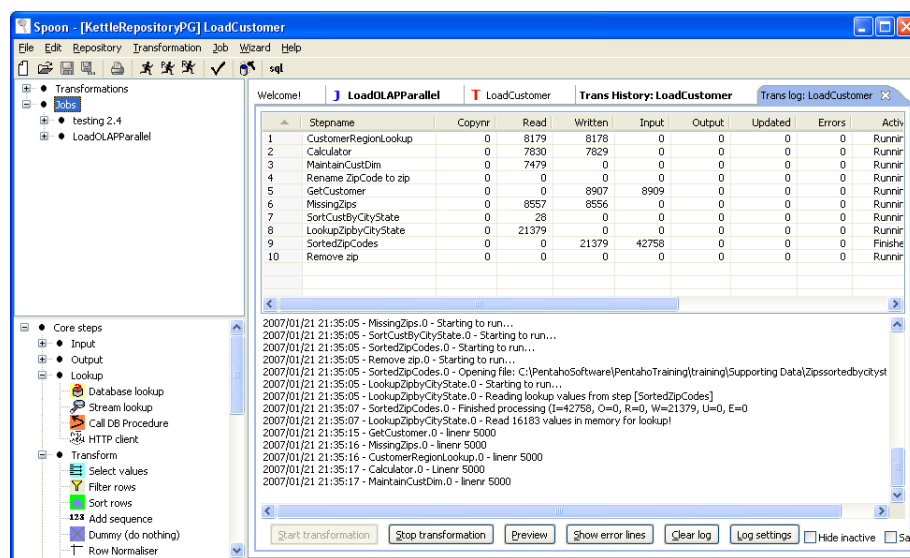 Spoon - [KettleRepositoryPG] LoadCustomer
File Edit Repository Transformation Job Wizard Help
sql
Transformations
Jobs
testing 2.4
LoadOLAPParallel
Welcome! J LoadOLAPParallel T LoadCustomer Trans History: LoadCustomer Trans log: LoadCustomer
Stepname Copynr Read Written Input Output Updated Errors Activ
1 CustomerRegionLookup 0 8179 8178 0 0 0 0 Runnin
2 Calculator 0 7830 7829 0 0 0 0 Runnin
3 MaintainCustDim 0 7479 0 0 0 0 0 Runnin
4 Rename ZipCode to zip 0 0 0 0 0 0 0 Runnin
5 GetCustomer 0 0 8907 8909 0 0 0 Runnin
6 MissingZips 0 8557 8556 0 0 0 0 Runnin
7 SortCustByCityState 0 28 0 0 0 0 0 Runnin
8 LookupZipbyCityState 0 21379 0 0 0 0 0 Runnin
9 SortedZipCodes 0 0 21379 42758 0 0 0 Finishe
10 Remove zip 0 0 0 0 0 0 0 Runnin
2007/01/21 21:35:05 - MissingZips.0 - Starting to run...
2007/01/21 21:35:05 - SortCustByCityState.0 - Starting to run...
2007/01/21 21:35:05 - SortedZipCodes.0 - Starting to run...
2007/01/21 21:35:05 - Remove zip.0 - Starting to run...
2007/01/21 21:35:05 - SortedZipCodes.0 - Opening file: C:\PentahoSoftware\PentahoTraining\training\Supporting Data\Zipssortedbycityst
2007/01/21 21:35:05 - LookupZipbyCityState.0 - Starting to run...
2007/01/21 21:35:05 - LookupZipbyCityState.0 - Reading lookup values from step [SortedZipCodes]
2007/01/21 21:35:07 - SortedZipCodes.0 - Finished processing (I=42758, O=0, R=0, W=21379, U=0, E=0
2007/01/21 21:35:07 - LookupZipbyCityState.0 - Read 16183 values in memory for lookup!
2007/01/21 21:35:15 - GetCustomer.0 - linenr 5000
2007/01/21 21:35:16 - MissingZips.0 - linenr 5000
2007/01/21 21:35:16 - CustomerRegionLookup.0 - linenr 5000
2007/01/21 21:35:17 - Calculator.0 - Linenr 5000
2007/01/21 21:35:17 - MaintainCustDim.0 - linenr 5000
Core steps
Input
Output
Lookup
Database lookup
Stream lookup
Call DB Procedure
HTTP client
Transform
Select values
Filter rows
Sort rows
123 Add sequence
Dummy (do nothing)
Row Normaliser
Start transformation Stop transformation Preview Show error lines Clear log Log settings Hide inactive Sa